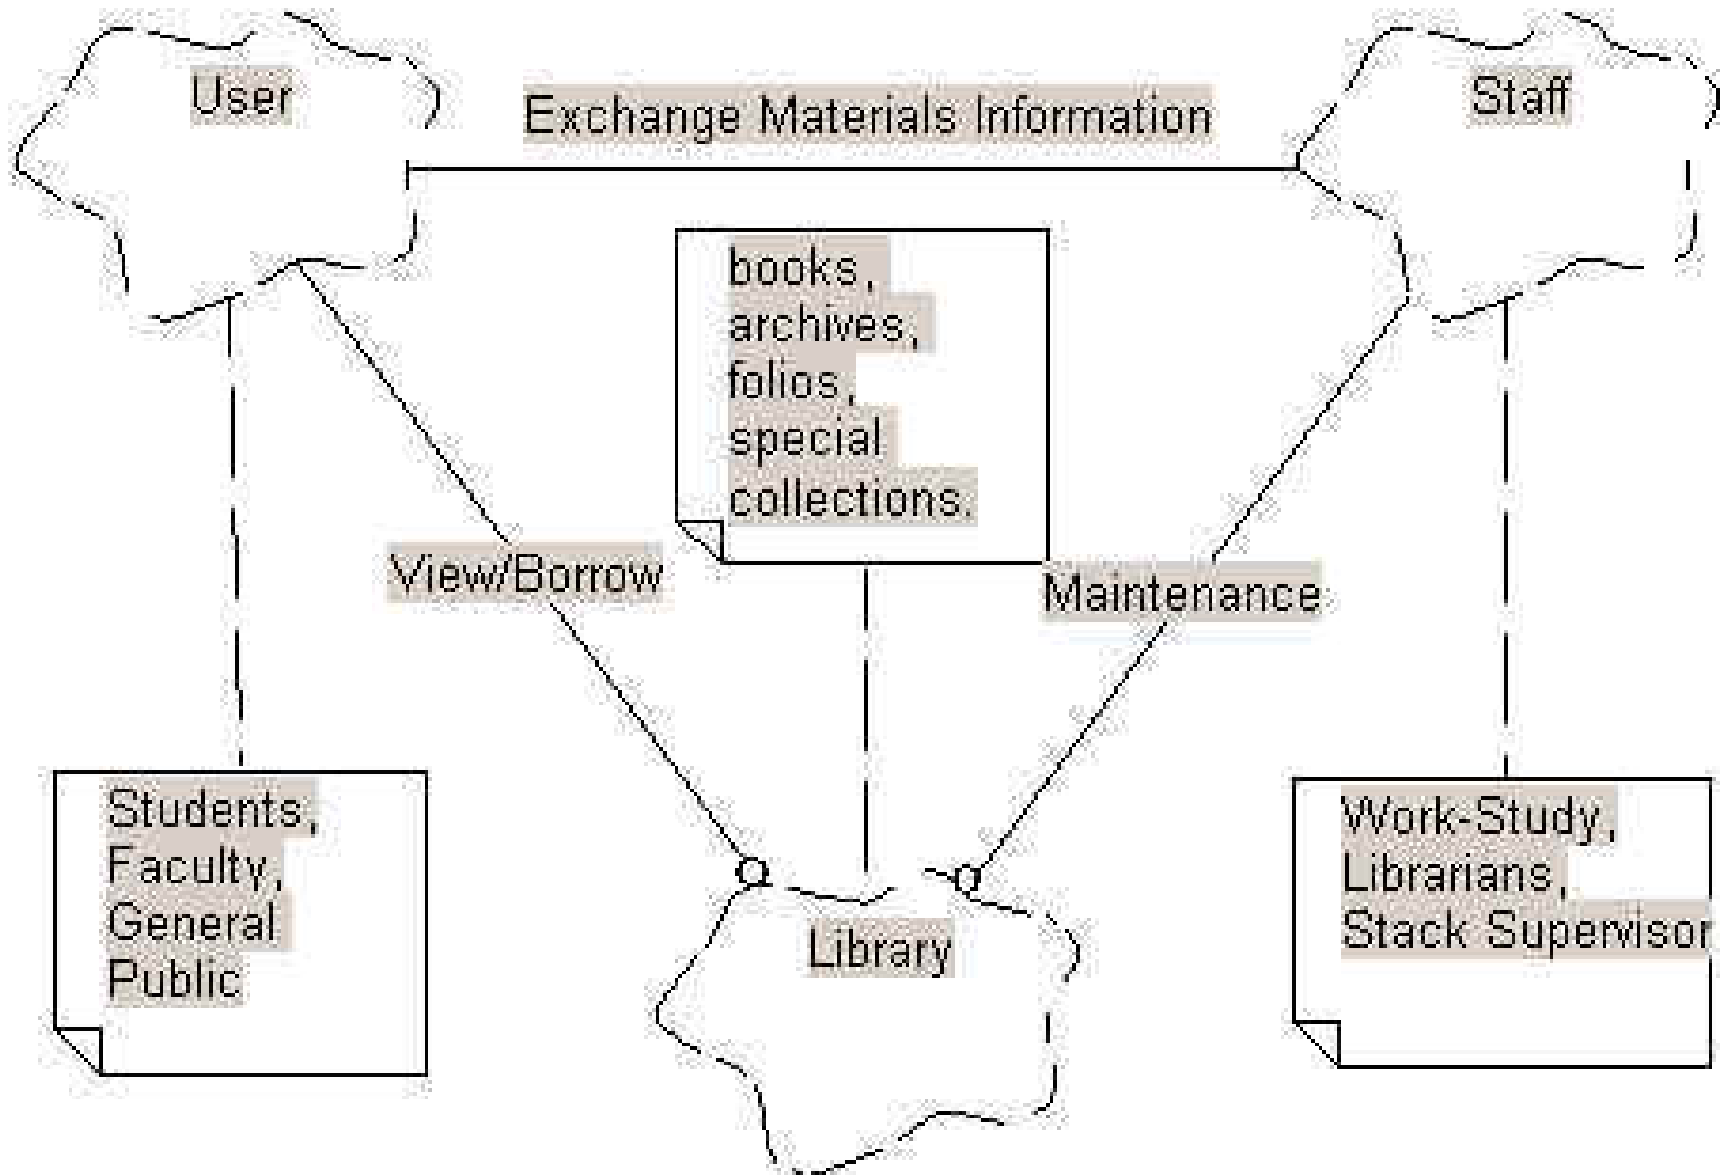 User
Exchange Materials Information
Staff
books,
archives,
folios,
special
collections.
View/Borrow
Maintenance
Students,
Faculty,
General
Public
Work-Study,
Librarians,
Stack Supervisor
Library